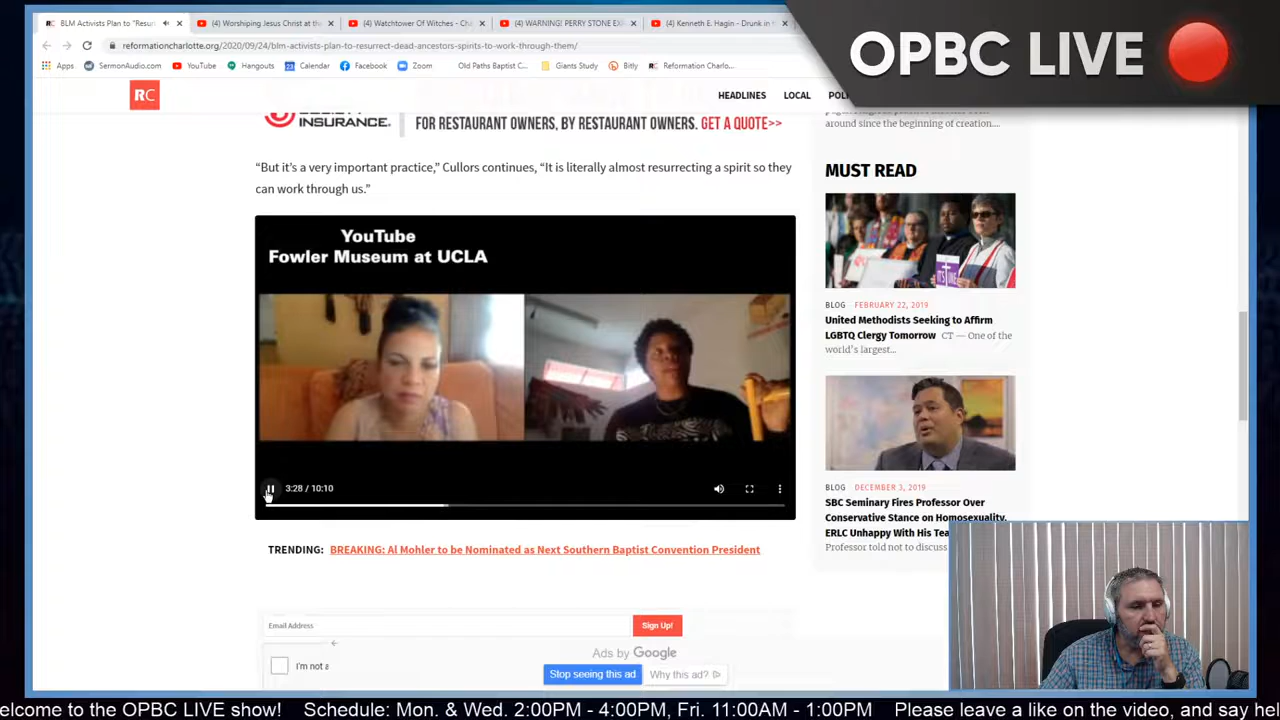 BLM Activists Plan to "Resur
(4) Worshiping Jesus Christ at the
(4) Watchtower Of Witches - Cha
(4) WARNING! PERRY STONE EX
(4) Kenneth E. Hagin - Drunk in t
OPBC LIVE
reformationcharlotte.org/2020/09/24/blm-activists-plan-to-resurrect-dead-ancestors-spirits-to-work-through-them/
Apps
SermonAudio.com
YouTube
Hangouts
Calendar
Facebook
Zoom
Old Paths Baptist C...
Giants Study
Bitly
Reformation Charlo...
RC
HEADLINES LOCAL
INSURANCE.
FOR RESTAURANT OWNERS, BY RESTAURANT OWNERS. GET A QUOTE>>
around since the beginning of creation....
“But it’s a very important practice,” Cullors continues, “It is literally almost resurrecting a spirit so they
can work through us.”
MUST READ
YouTube
Fowler Museum at UCLA
BLOG FEBRUARY 22, 2019
United Methodists Seeking to Affirm
LGBTQ Clergy Tomorrow CT — One of the
world’s largest...
3:28 / 10:10
BLOG DECEMBER 3, 2019
SBC Seminary Fires Professor Over
Conservative Stance on Homosexuality,
ERLC Unhappy With His Tea
Professor told not to discuss
TRENDING: BREAKING: Al Mohler to be Nominated as Next Southern Baptist Convention President
Email Address
Sign Up!
Ads by Google
I'm not a
Stop seeing this ad
Why this ad?
elcome to the OPBC LIVE show! Schedule: Mon. & Wed. 2:00PM - 4:00PM, Fri. 11:00AM - 1:00PM Please leave a like on the video, and say hel